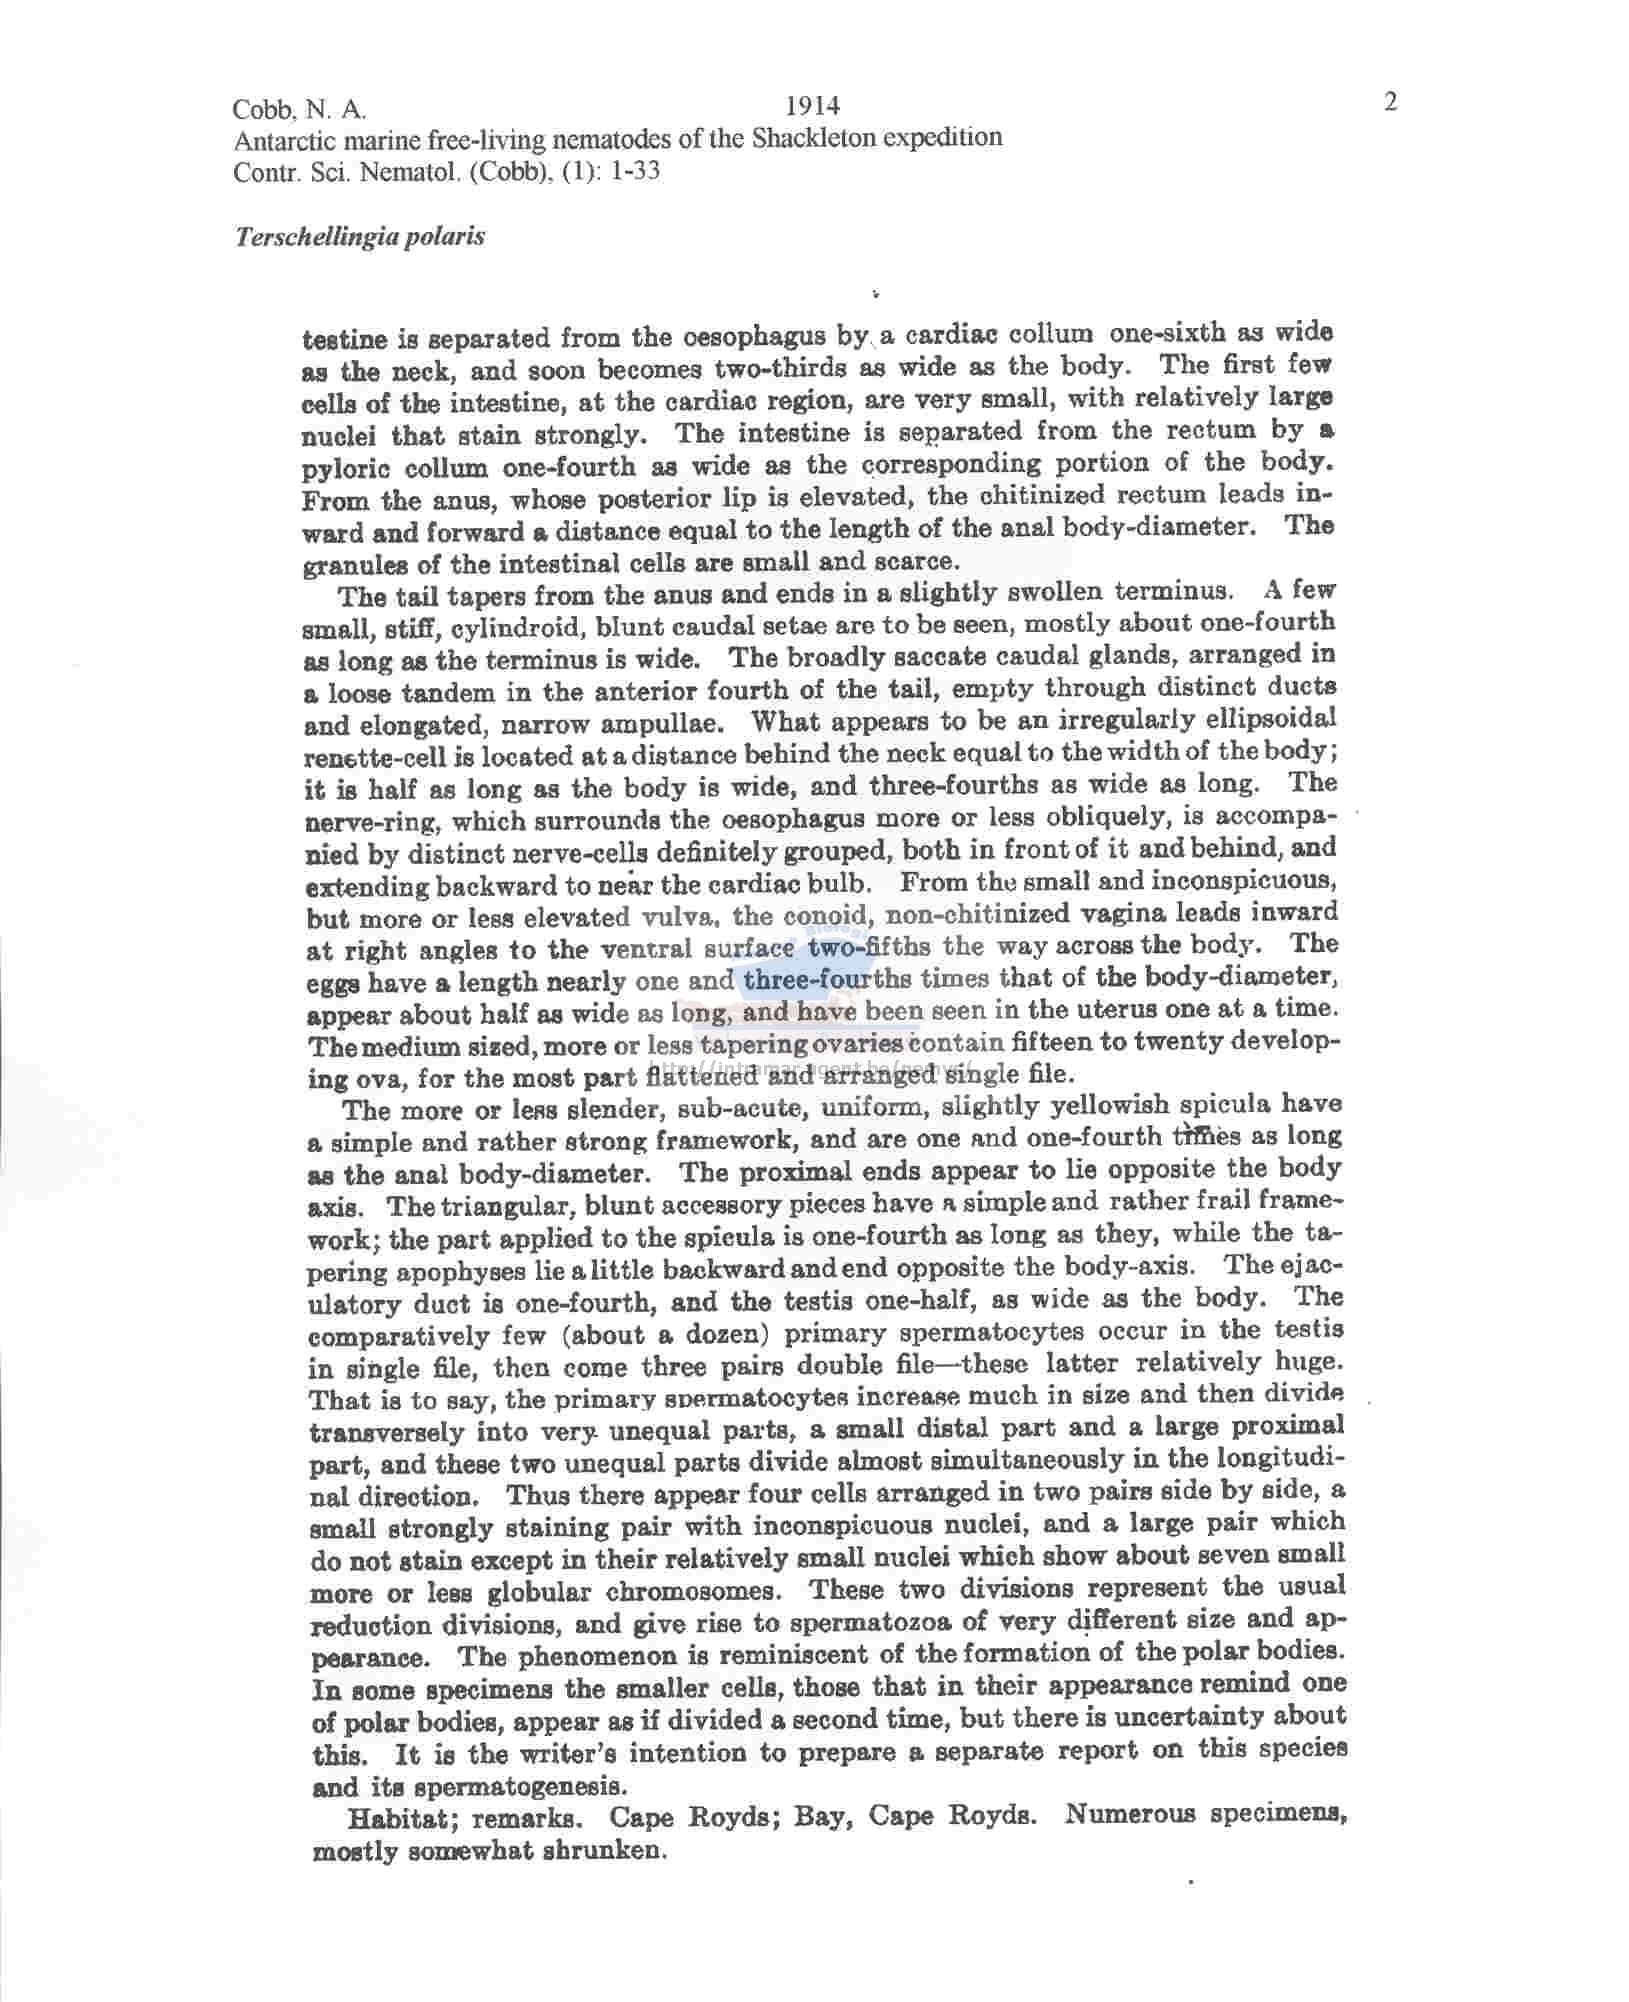 Cobb, N. A. 1914 2
Antarctic marine free-living nematodes of the Shackleton expedition
Contr. Sci. Nematol. (Cobb), (1): 1-33
Terschellingia polaris
testine is separated from the oesophagus by a cardiac collum one-sixth as wide
as the neck, and soon becomes two-thirds as wide as the body. The first few
cells of the intestine, at the cardiac region, are very small, with relatively large
nuclei that stain strongly. The intestine is separated from the rectum by a
pyloric collum one-fourth as wide as the corresponding portion of the body.
From the anus, whose posterior lip is elevated, the chitinized rectum leads in-
ward and forward a distance equal to the length of the anal body-diameter. The
granules of the intestinal cells are small and scarce.
The tail tapers from the anus and ends in a slightly swollen terminus. A few
small, stiff, cylindroid, blunt caudal setae are to be seen, mostly about one-fourth
as long as the terminus is wide. The broadly saccate caudal glands, arranged in
a loose tandem in the anterior fourth of the tail, empty through distinct ducts
and elongated, narrow ampullae. What appears to be an irregularly ellipsoidal
renette-cell is located at a distance behind the neck equal to the width of the body;
it is half as long as the body is wide, and three-fourths as wide as long. The
nerve-ring, which surrounds the oesophagus more or less obliquely, is accompa-
nied by distinct nerve-cells definitely grouped, both in front of it and behind, and
extending backward to near the cardiac bulb. From the small and inconspicuous,
but more or less elevated vulva, the conoid, non-chitinized vagina leads inward
at right angles to the ventral surface two-fifths the way across the body. The
eggs have a length nearly one and three-fourths times that of the body-diameter,
appear about half as wide as long, and have been seen in the uterus one at a time.
The medium sized, more or less tapering ovaries contain fifteen to twenty develop-
ing ova, for the most part flattened and arranged single file.
The more or less slender, sub-acute, uniform, slightly yellowish spicula have
a simple and rather strong framework, and are one and one-fourth times as long
as the anal body-diameter. The proximal ends appear to lie opposite the body
axis. The triangular, blunt accessory pieces have a simple and rather frail frame-
work; the part applied to the spicula is one-fourth as long as they, while the ta-
pering apophyses lie a little backward and end opposite the body-axis. The ejac-
ulatory duct is one-fourth, and the testis one-half, as wide as the body. The
comparatively few (about a dozen) primary spermatocytes occur in the testis
in single file, then come three pairs double file—these latter relatively huge.
That is to say, the primary spermatocytes increase much in size and then divide
transversely into very unequal parts, a small distal part and a large proximal
part, and these two unequal parts divide almost simultaneously in the longitudi-
nal direction. Thus there appear four cells arranged in two pairs side by side, a
small strongly staining pair with inconspicuous nuclei, and a large pair which
do not stain except in their relatively small nuclei which show about seven small
more or less globular chromosomes. These two divisions represent the usual
reduction divisions, and give rise to spermatozoa of very different size and ap-
pearance. The phenomenon is reminiscent of the formation of the polar bodies.
In some specimens the smaller cells, those that in their appearance remind one
of polar bodies, appear as if divided a second time, but there is uncertainty about
this. It is the writer's intention to prepare a separate report on this species
and its spermatogenesis.
Habitat; remarks. Cape Royds; Bay, Cape Royds. Numerous specimens,
mostly somewhat shrunken.